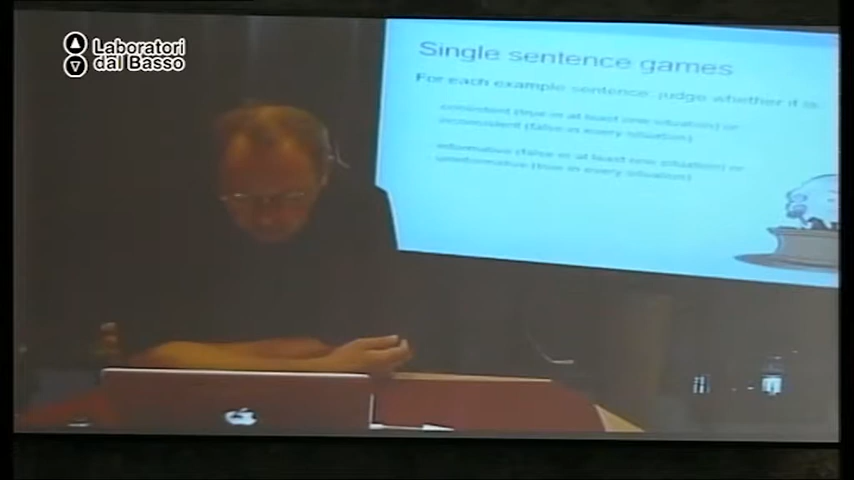 Laboratori
dal Basso
Single sentence games
For each example sentence: judge whether it is:
consistent (true in at least one situation) or
inconsistent (false in every situation)
informative (false in at least one situation) or
uninformative (true in every situation)